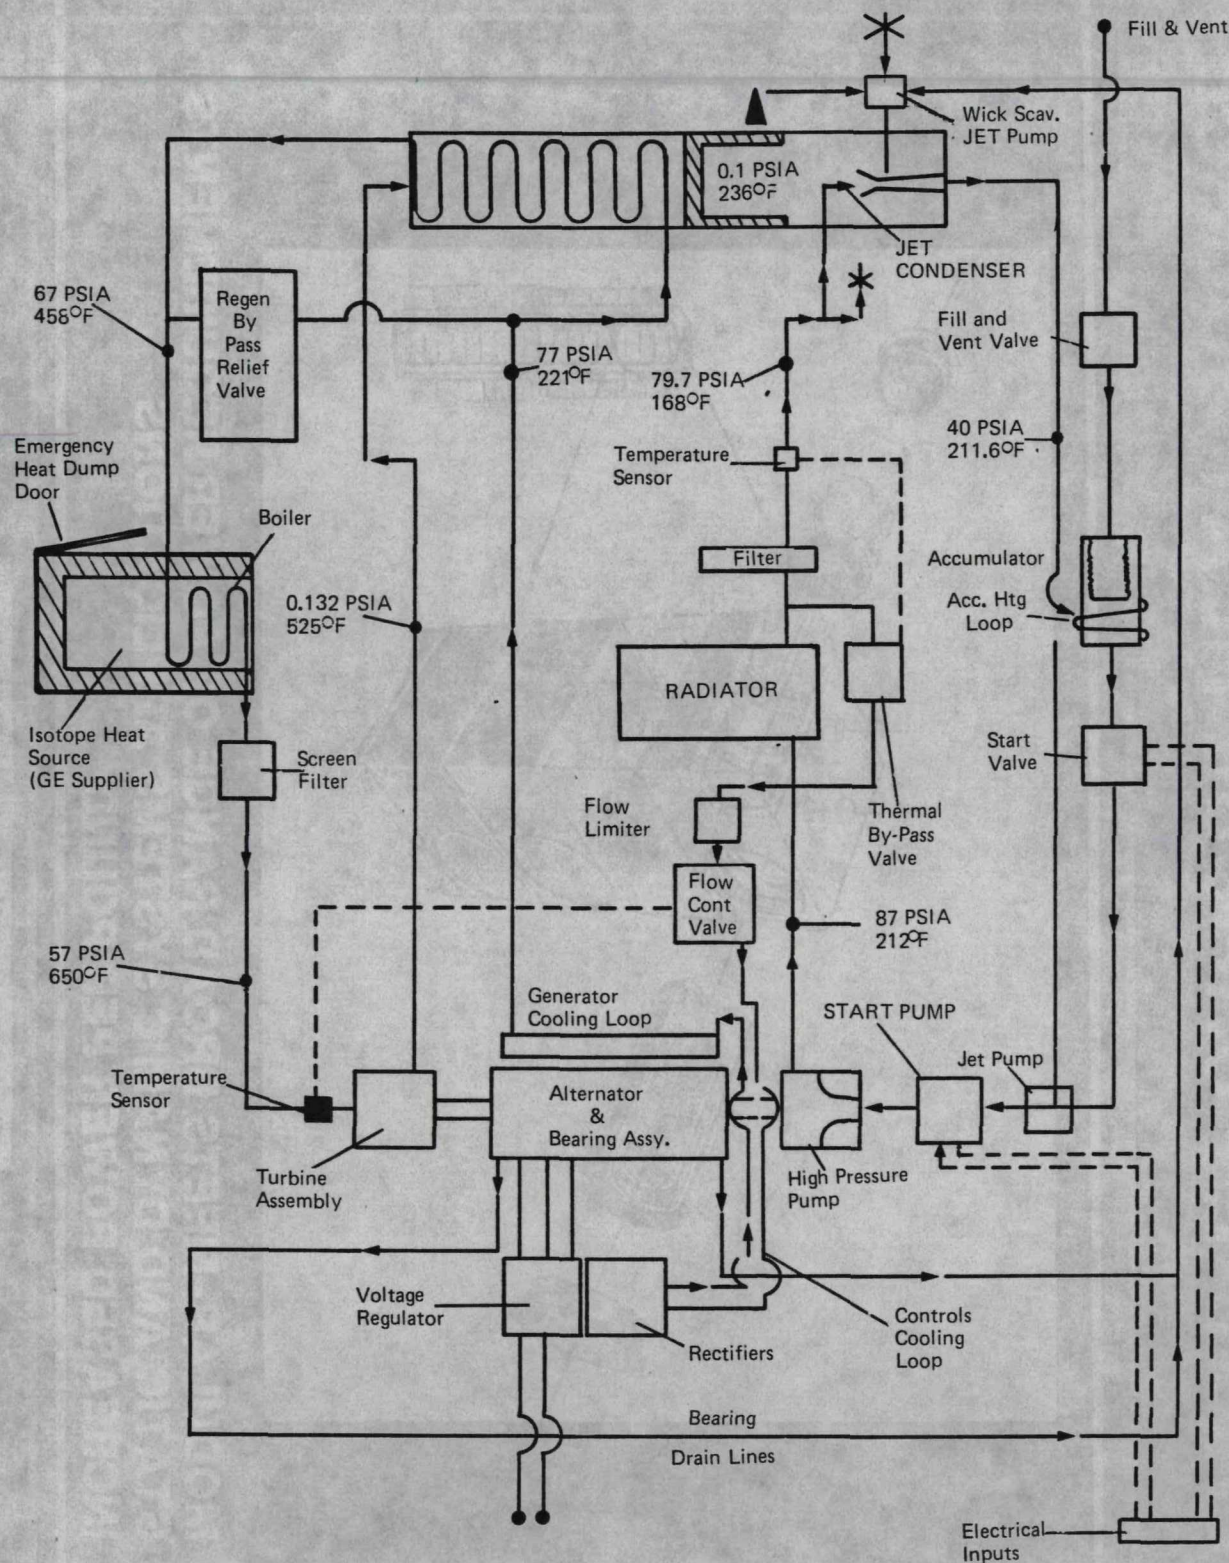 Fill & Vent
Wick Scav.
JET Pump
0.1 PSIA
236°F
JET
CONDENSER
67 PSIA
458°F
Regen
By
Pass
Relief
Valve
77 PSIA
221°F
79.7 PSIA
168°F
Fill and
Vent Valve
40 PSIA
211.6°F
Emergency
Heat Dump
Door
Boiler
Temperature
Sensor
Filter
Accumulator
Acc. Htg
Loop
0.132 PSIA
525°F
RADIATOR
Isotope Heat
Source
(GE Supplier)
Screen
Filter
Start
Valve
Flow
Limiter
Thermal
By-Pass
Valve
Flow
Cont
Valve
87 PSIA
212°F
57 PSIA
650°F
Generator
Cooling Loop
START PUMP
Jet Pump
Temperature
Sensor
Alternator
&
Bearing Assy.
Turbine
Assembly
High Pressure
Pump
Voltage
Regulator
Rectifiers
Controls
Cooling
Loop
Bearing
Drain Lines
Electrical
Inputs